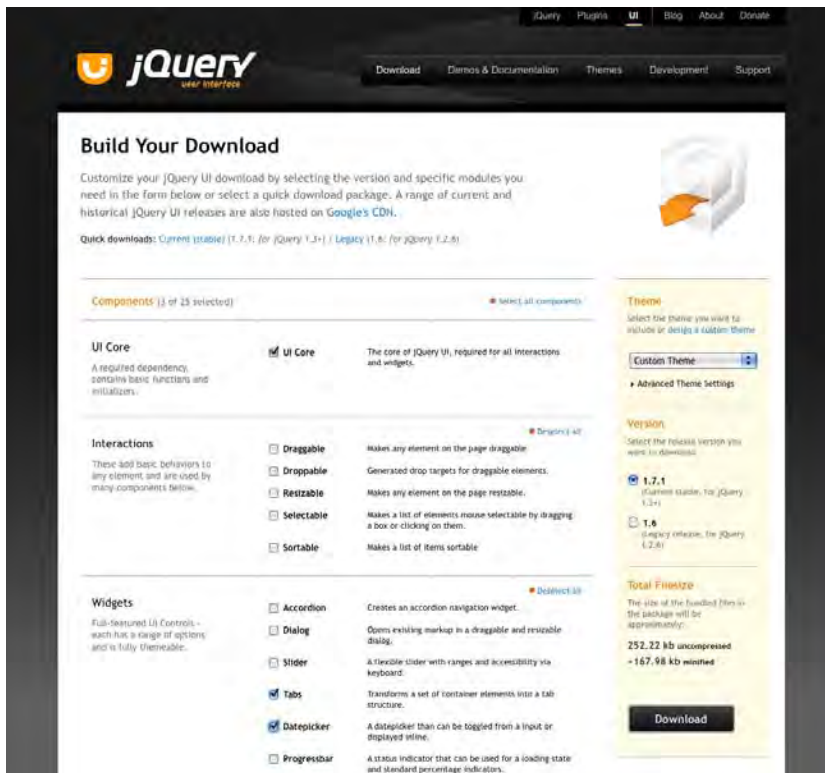 jQuery Plugins UI Blog About Donate
jQuery
user interface
Download Demos & Documentation Themes Development Support
Build Your Download
Customize your jQuery UI download by selecting the version and specific modules you
need in the form below or select a quick download package. A range of current and
historical jQuery UI releases are also hosted on Google's CDN.
Quick downloads: Current (stable) (1.7.1: for jQuery 1.3+) | Legacy (1.6: for jQuery 1.2.6)
Components (3 of 25 selected)
Select all components
UI Core
A required dependency,
contains basic functions and
initializers.
UI Core
The core of jQuery UI, required for all interactions
and widgets.
Deselect all
Interactions
These add basic behaviors to
any element and are used by
many components below.
Draggable Makes any element on the page draggable
Droppable Generated drop targets for draggable elements.
Resizable Makes any element on the page resizable.
Selectable Makes a list of elements mouse selectable by dragging
a box or clicking on them.
Sortable Makes a list of items sortable
Deselect all
Widgets
Full-featured UI Controls -
each has a range of options
and is fully themeable.
Accordion Creates an accordion navigation widget.
Dialog Opens existing markup in a draggable and resizable
dialog.
Slider A flexible slider with ranges and accessibility via
keyboard.
Tabs Transforms a set of container elements into a tab
structure.
Datepicker A datepicker than can be toggled from a input or
displayed inline.
Progressbar A status indicator that can be used for a loading state
and standard percentage indicators.
Theme
Select the theme you want to
include or design a custom theme
Custom Theme
Advanced Theme Settings
Version
Select the release version you
want to download
1.7.1
(Current stable, for jQuery
1.3+)
1.6
(Legacy release, for jQuery
1.2.6)
Total Filesize
The size of the bundled files in
the package will be
approximately:
252.22 kb uncompressed
~167.98 kb minified
Download